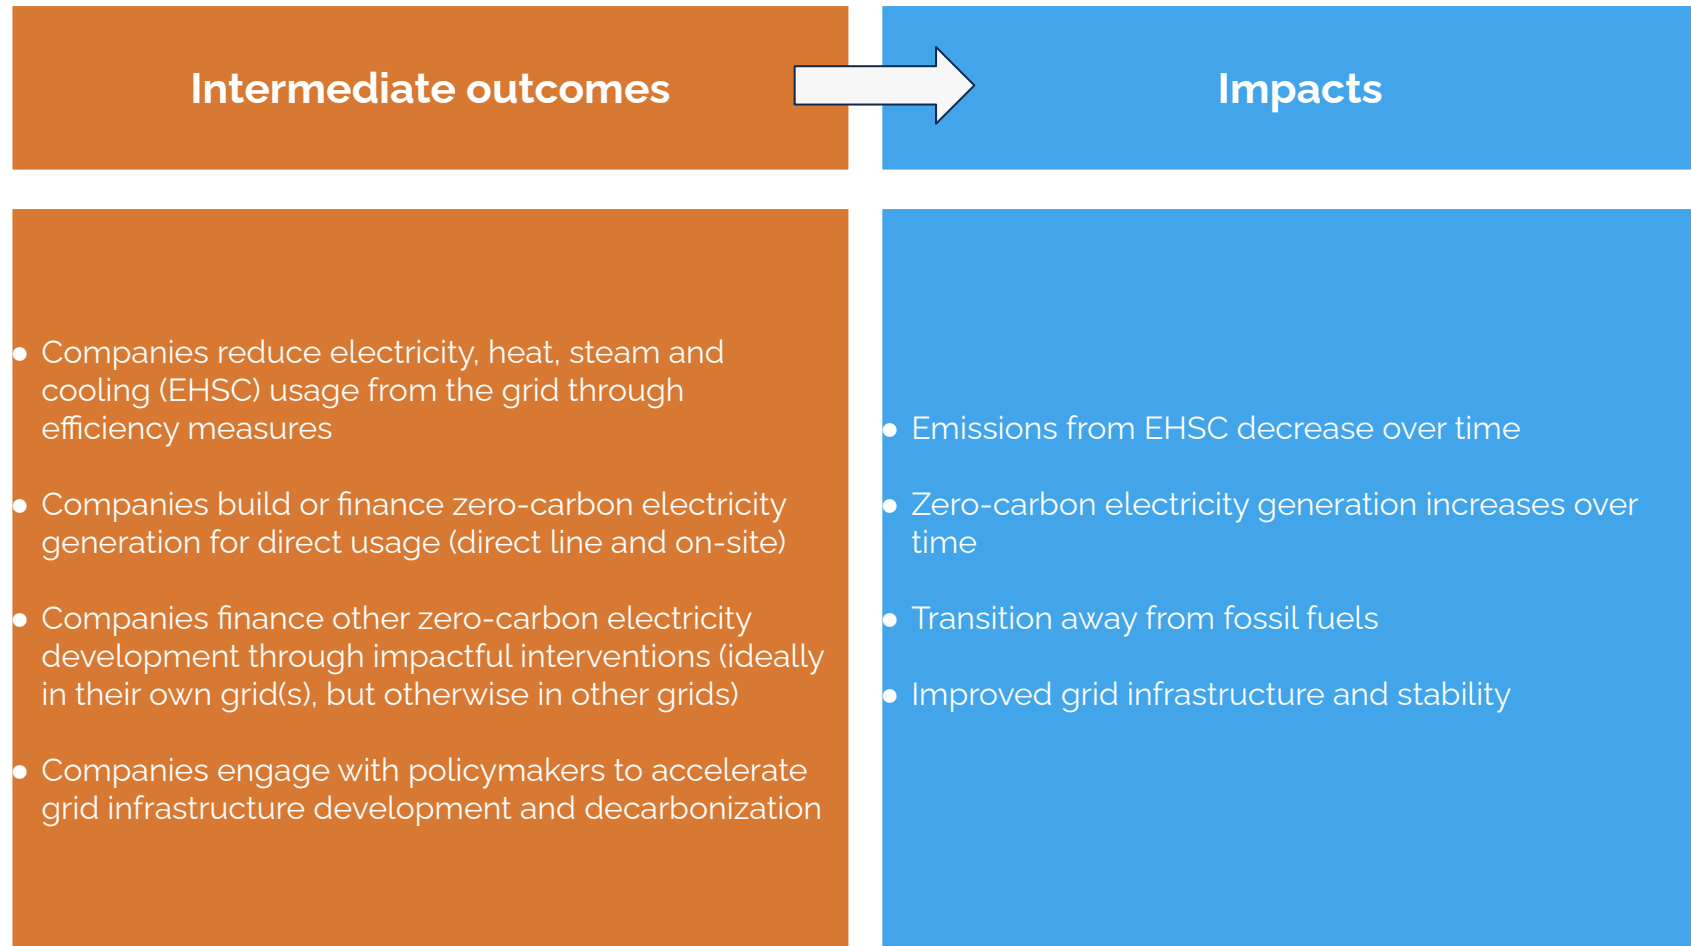 Intermediate outcomes
Impacts
● Companies reduce electricity, heat, steam and
cooling (EHSC) usage from the grid through
efficiency measures
● Companies build or finance zero-carbon electricity
generation for direct usage (direct line and on-site)
● Companies finance other zero-carbon electricity
development through impactful interventions (ideally
in their own grid(s), but otherwise in other grids)
● Companies engage with policymakers to accelerate
grid infrastructure development and decarbonization
● Emissions from EHSC decrease over time
● Zero-carbon electricity generation increases over
time
● Transition away from fossil fuels
● Improved grid infrastructure and stability